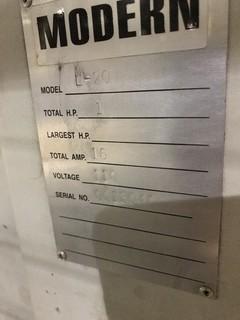 MODERN
MODEL
TOTAL H.P. 1
LARGEST H.P.
TOTAL AMP. 16
VOLTAGE
SERIAL NO.